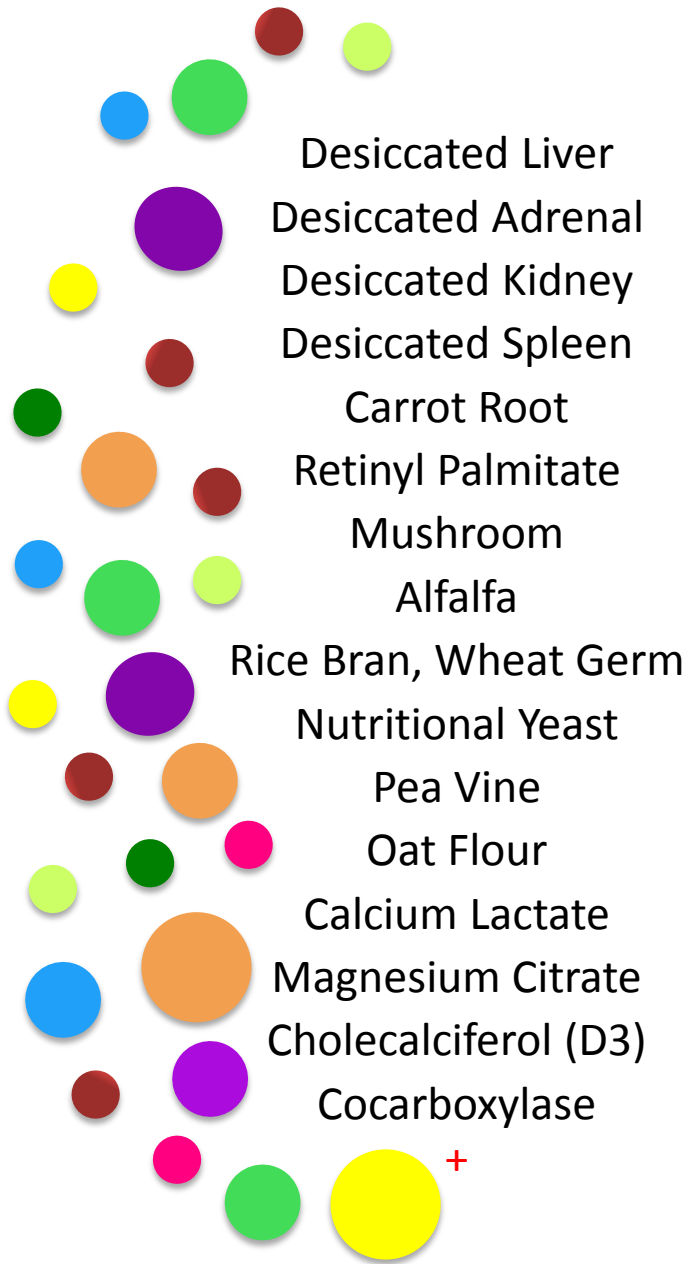 Desiccated Liver
Desiccated Adrenal
Desiccated Kidney
Desiccated Spleen
Carrot Root
Retinyl Palmitate
Mushroom
Alfalfa
Rice Bran, Wheat Germ
Nutritional Yeast
Pea Vine
Oat Flour
Calcium Lactate
Magnesium Citrate
Cholecalciferol (D3)
Cocarboxylase
+